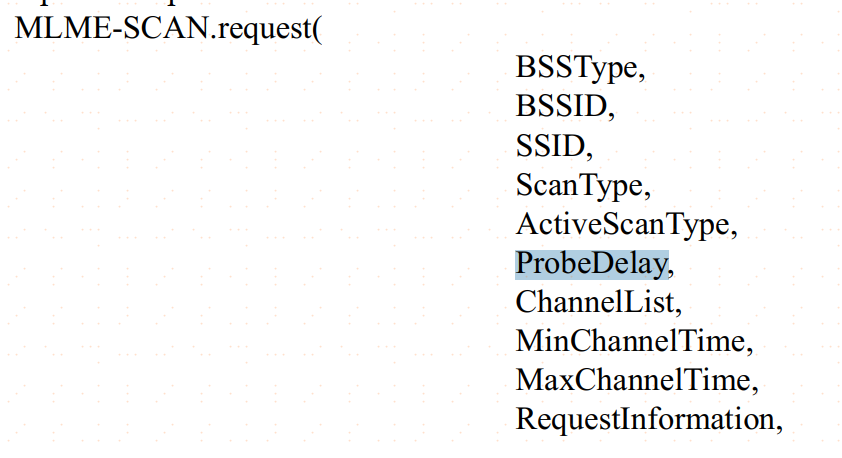 MLME-SCAN.request(
BSSType,
BSSID,
SSID,
ScanType,
ActiveScanType,
ProbeDelay,
ChannelList,
MinChannelTime,
MaxChannelTime,
RequestInformation,